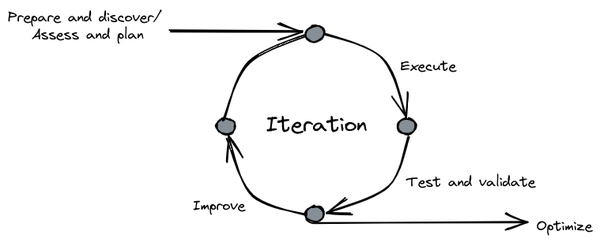 Prepare and discover/
Assess and plan
Execute
Iteration
Test and validate
Improve
Optimize